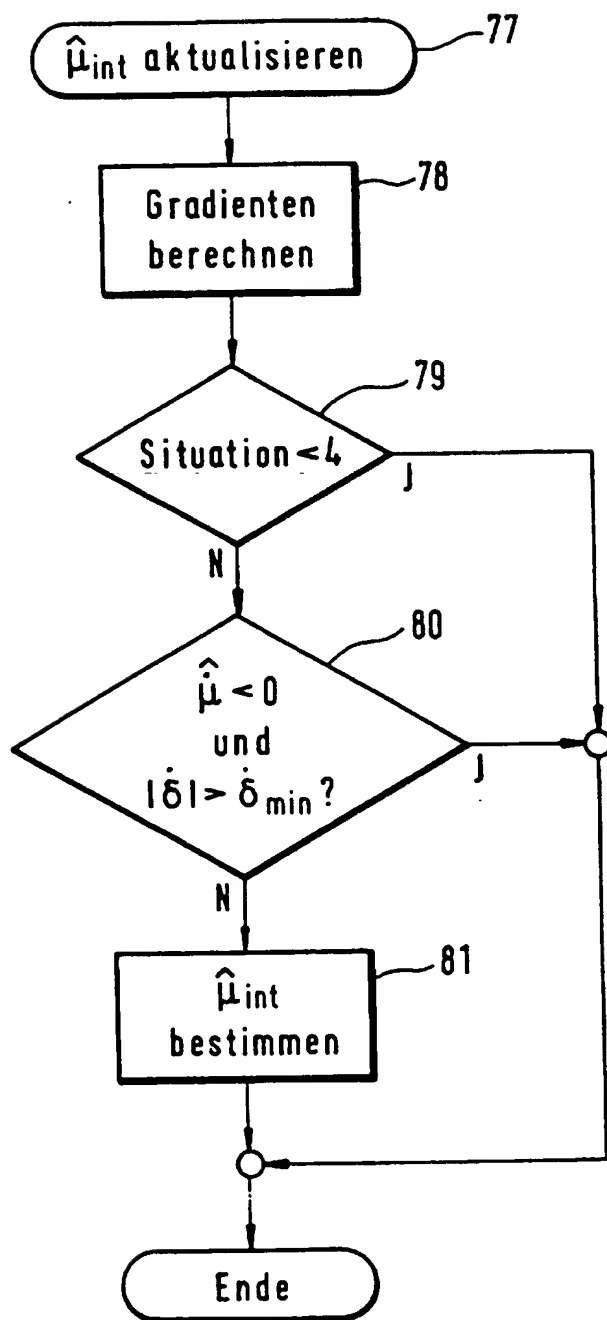 μ̂int aktualisieren
77
Gradienten
berechnen
78
Situation < 4
79
J
N
μ̂̇ < 0
und
|δ̇| > δ̇min ?
80
J
N
μ̂int
bestimmen
81
Ende